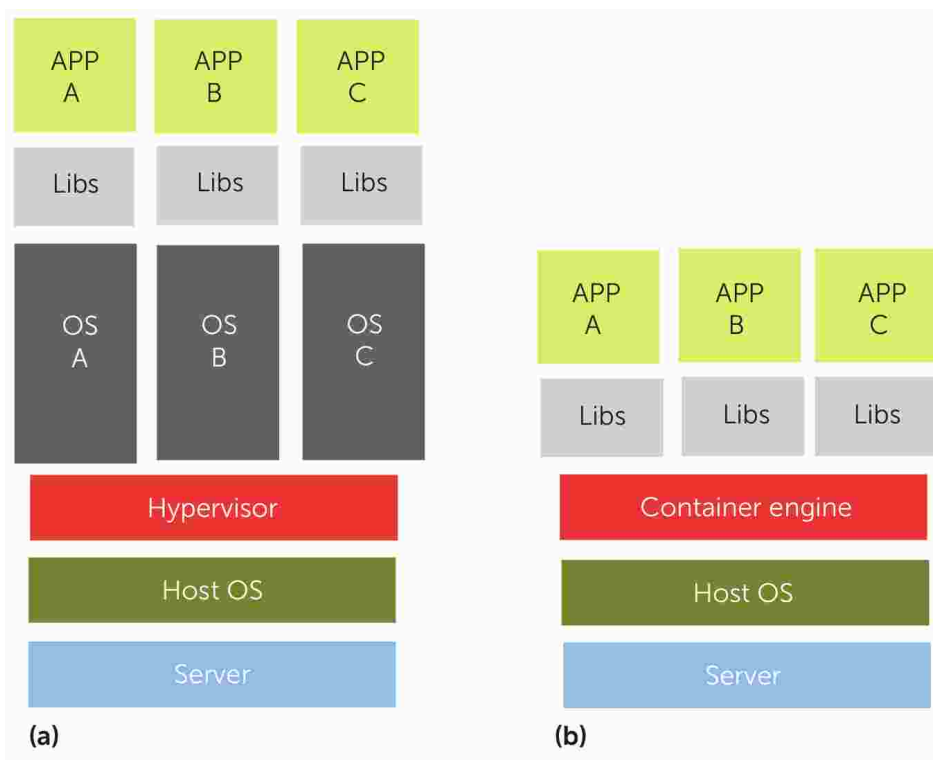 APP
A
APP
B
APP
C
Libs
Libs
Libs
OS
A
OS
B
OS
C
Hypervisor
Host OS
Server
(a)
APP
A
APP
B
APP
C
Libs
Libs
Libs
Container engine
Host OS
Server
(b)